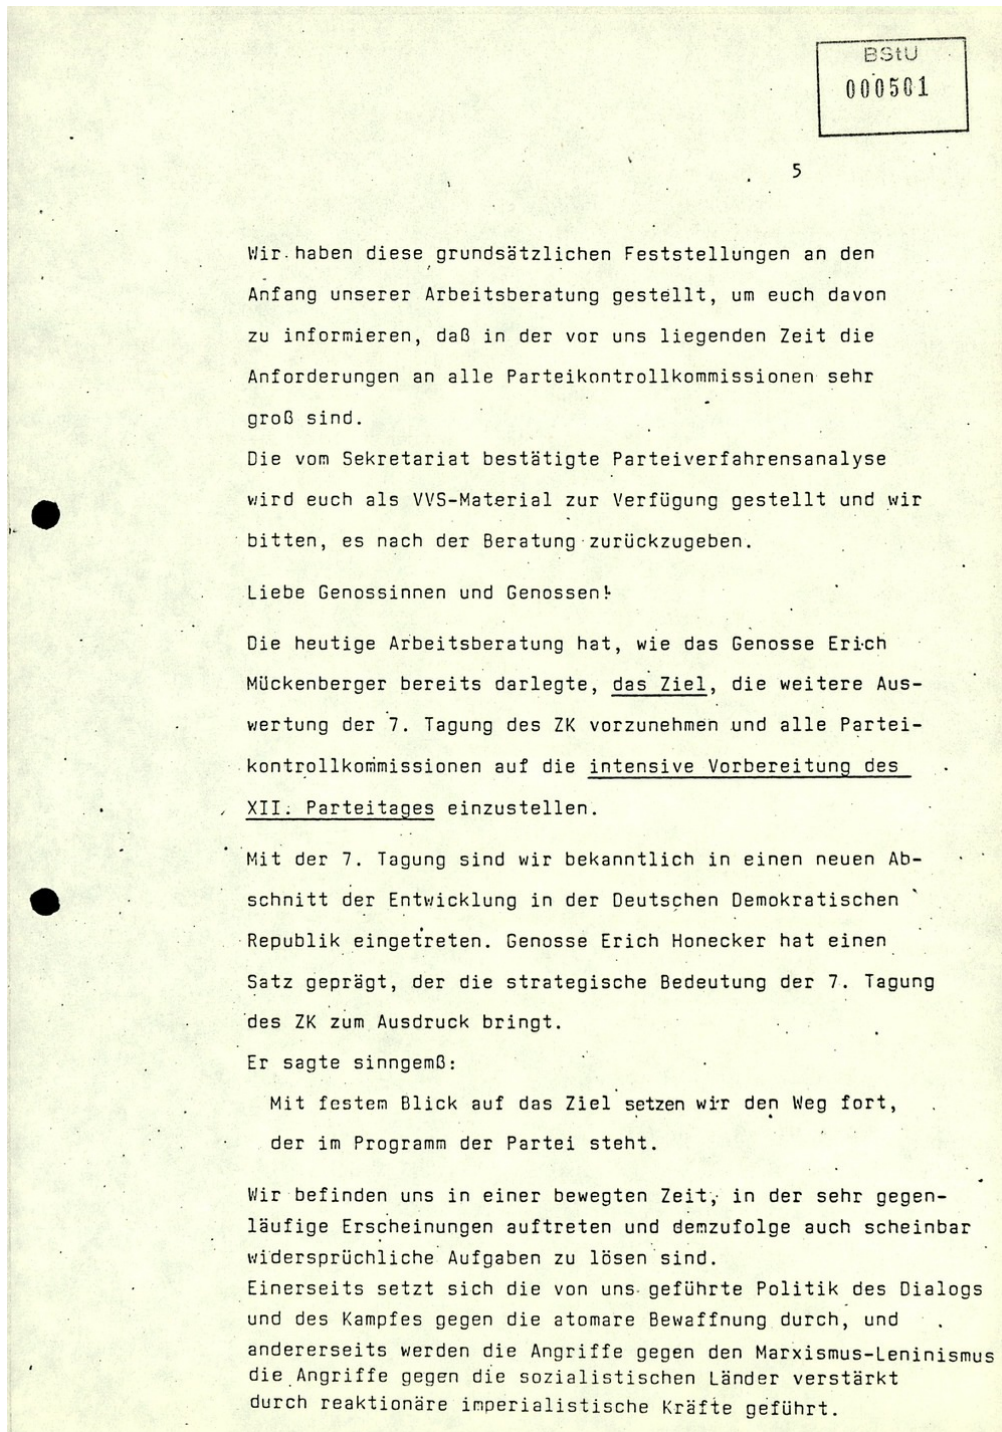 BStU
000501
5
Wir haben diese grundsätzlichen Feststellungen an den
Anfang unserer Arbeitsberatung gestellt, um euch davon
zu informieren, daß in der vor uns liegenden Zeit die
Anforderungen an alle Parteikontrollkommissionen sehr
groß sind.
Die vom Sekretariat bestätigte Parteiverfahrensanalyse
wird euch als VVS-Material zur Verfügung gestellt und wir
bitten, es nach der Beratung zurückzugeben.
Liebe Genossinnen und Genossen!
Die heutige Arbeitsberatung hat, wie das Genosse Erich
Mückenberger bereits darlegte, das Ziel, die weitere Aus-
wertung der 7. Tagung des ZK vorzunehmen und alle Partei-
kontrollkommissionen auf die intensive Vorbereitung des
XII. Parteitages einzustellen.
Mit der 7. Tagung sind wir bekanntlich in einen neuen Ab-
schnitt der Entwicklung in der Deutschen Demokratischen
Republik eingetreten. Genosse Erich Honecker hat einen
Satz geprägt, der die strategische Bedeutung der 7. Tagung
des ZK zum Ausdruck bringt.
Er sagte sinngemß:
Mit festem Blick auf das Ziel setzen wir den Weg fort,
der im Programm der Partei steht.
Wir befinden uns in einer bewegten Zeit, in der sehr gegen-
läufige Erscheinungen auftreten und demzufolge auch scheinbar
widersprüchliche Aufgaben zu lösen sind.
Einerseits setzt sich die von uns geführte Politik des Dialogs
und des Kampfes gegen die atomare Bewaffnung durch, und
andererseits werden die Angriffe gegen den Marxismus-Leninismus
die Angriffe gegen die sozialistischen Länder verstärkt
durch reaktionäre imperialistische Kräfte geführt.